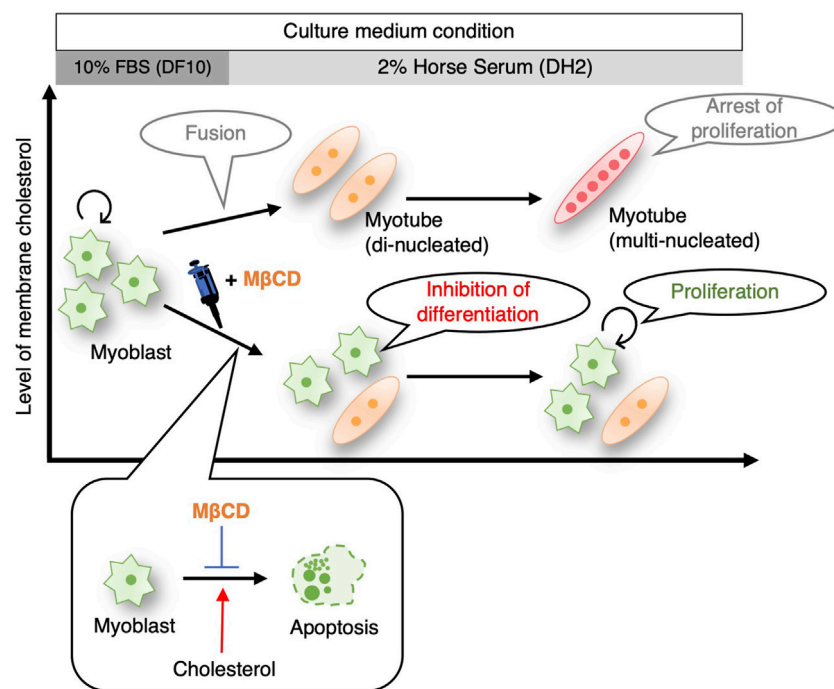 Culture medium condition
10% FBS (DF10)
2% Horse Serum (DH2)
Level of membrane cholesterol
Fusion
Arrest of
proliferation
Myotube
(di-nucleated)
Myotube
(multi-nucleated)
+ MβCD
Myoblast
Inhibition of
differentiation
Proliferation
MβCD
Myoblast
Apoptosis
Cholesterol